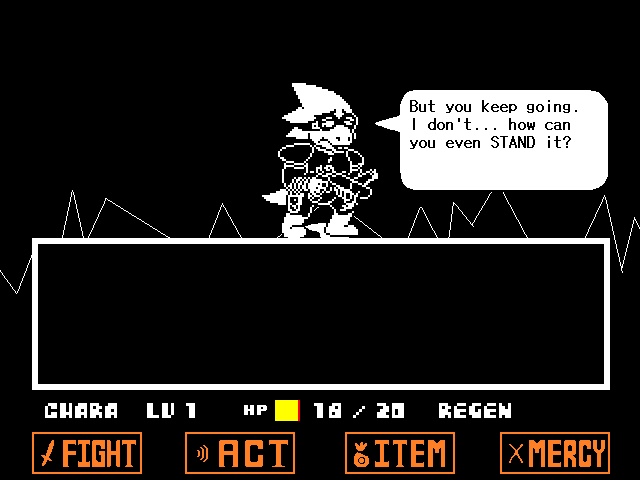 But you keep going.
I don't... how can
you even STAND it?
CHARA LV 1 HP 18 / 20 REGEN
FIGHT ACT ITEM MERCY